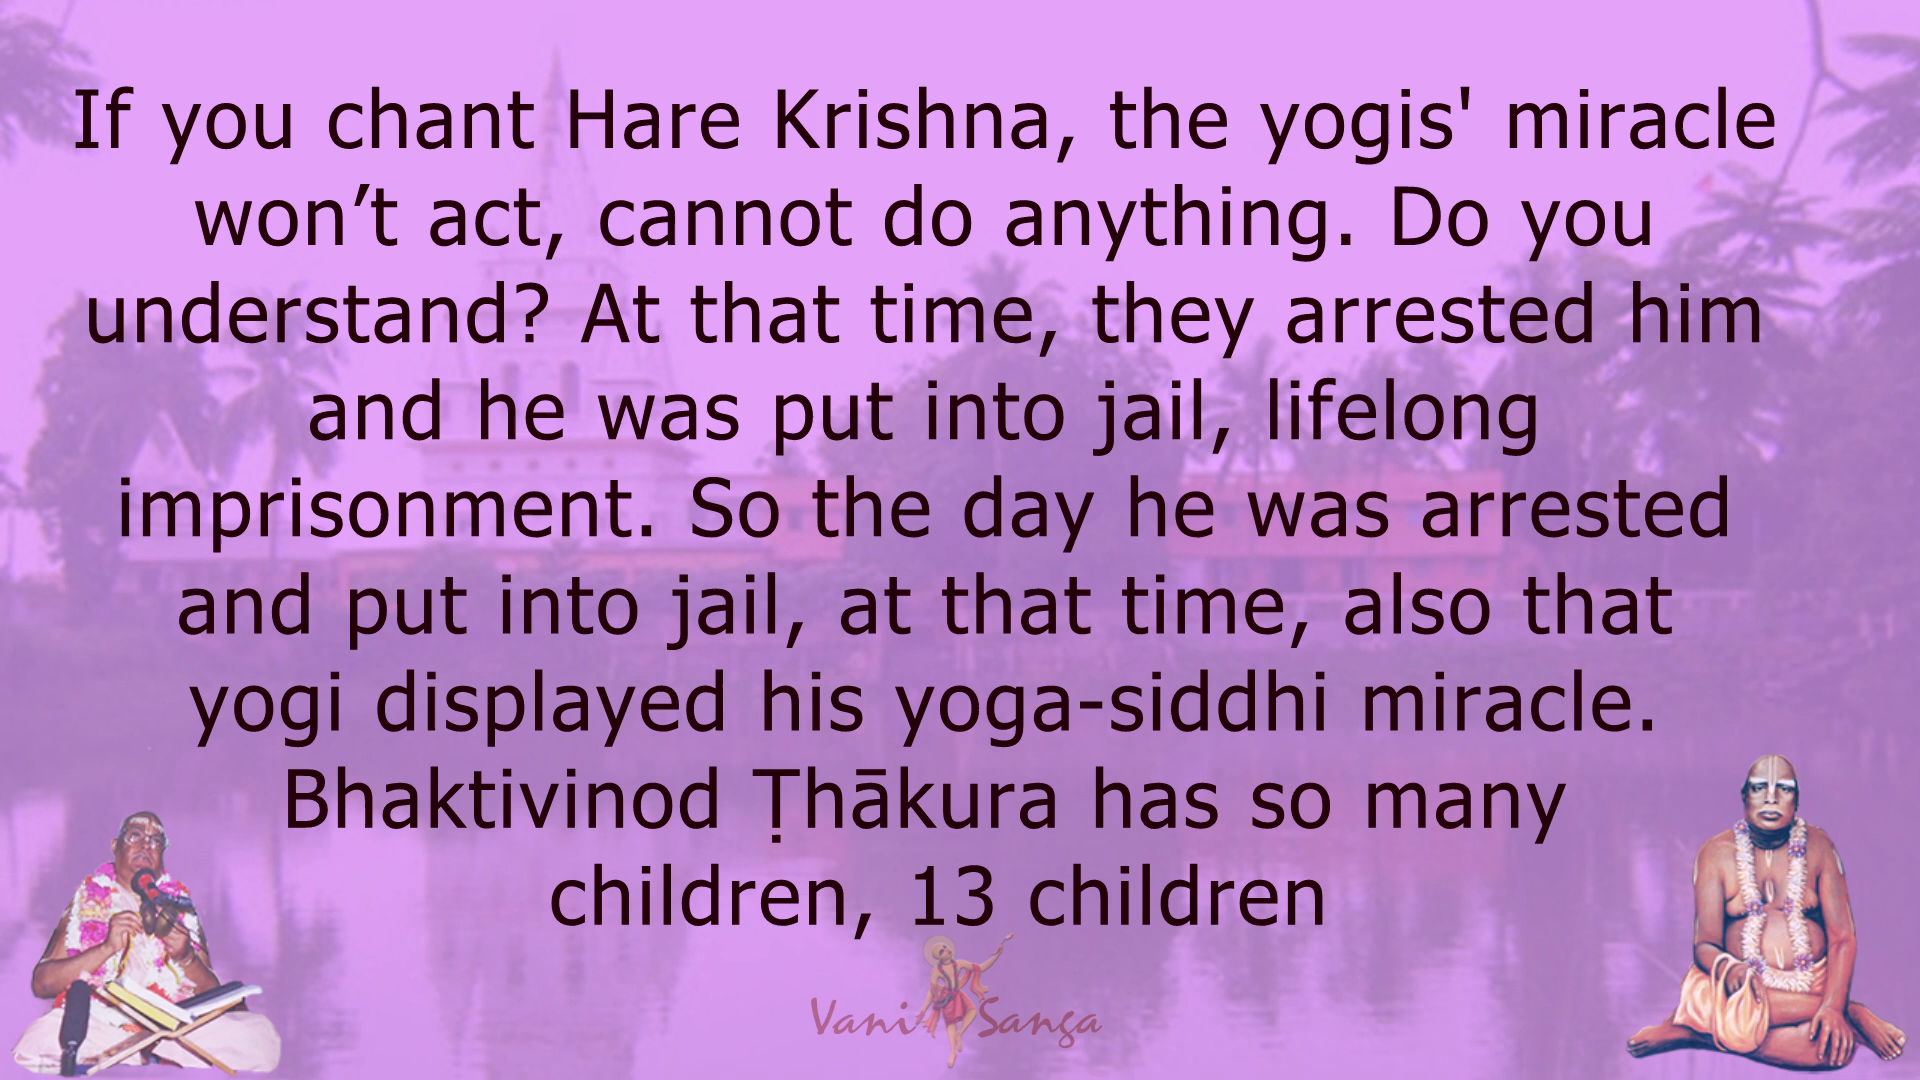 If you chant Hare Krishna, the yogis' miracle
won’t act, cannot do anything. Do you
understand? At that time, they arrested him
and he was put into jail, lifelong
imprisonment. So the day he was arrested
and put into jail, at that time, also that
yogi displayed his yoga-siddhi miracle.
Bhaktivinod Ṭhākura has so many
children, 13 children
Vani Sanga